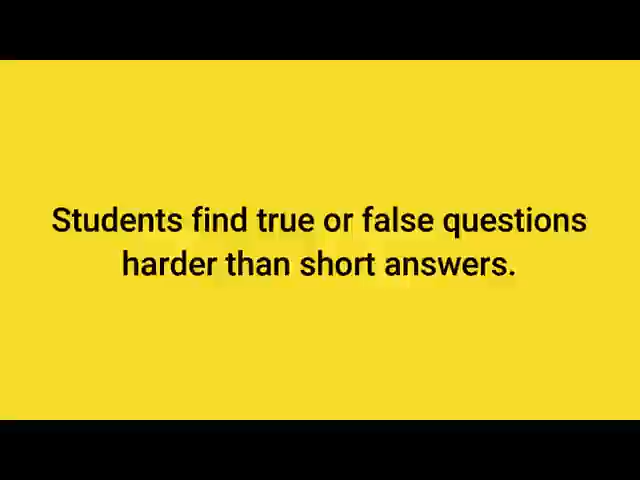 Students find true or false questions
harder than short answers.